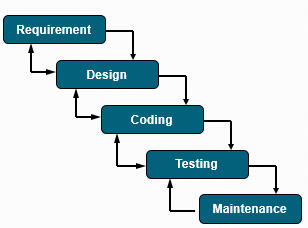 Requirement
Design
Coding
Testing
Maintenance